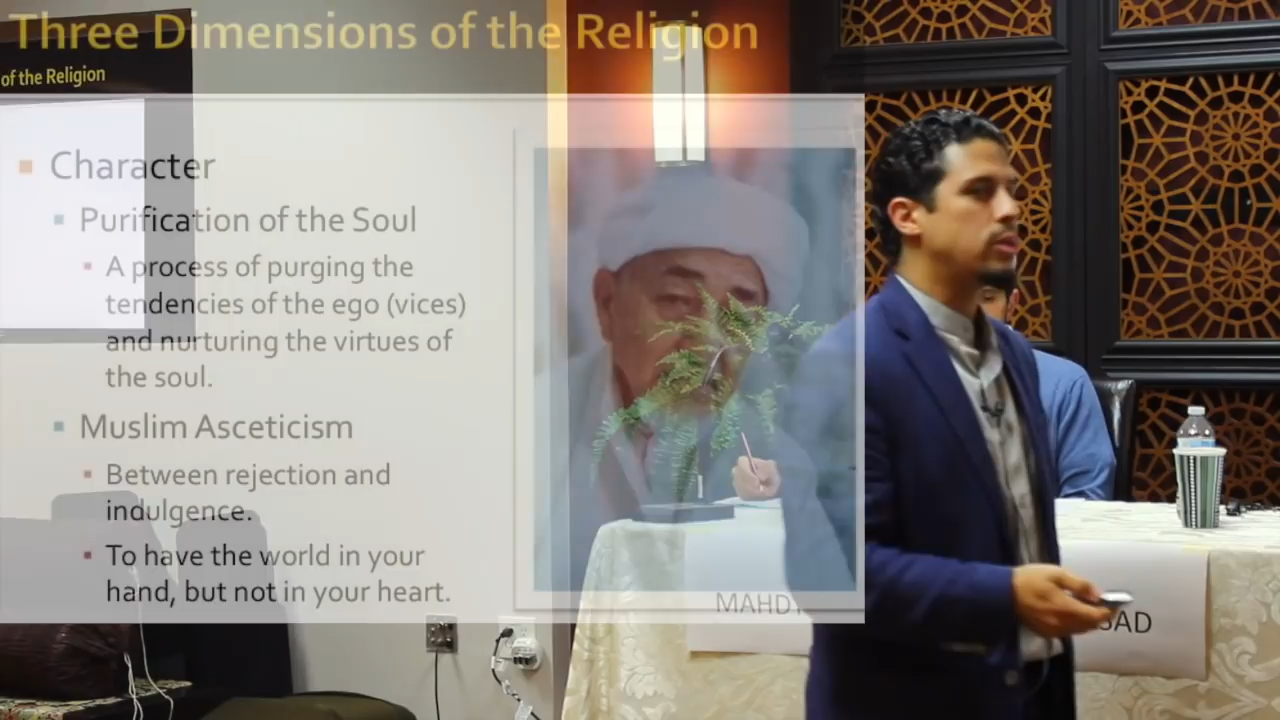 Three Dimensions of the Religion
of the Religion
Character
Purification of the Soul
A process of purging the
tendencies of the ego (vices)
and nurturing the virtues of
the soul.
Muslim Asceticism
Between rejection and
indulgence.
To have the world in your
hand, but not in your heart.